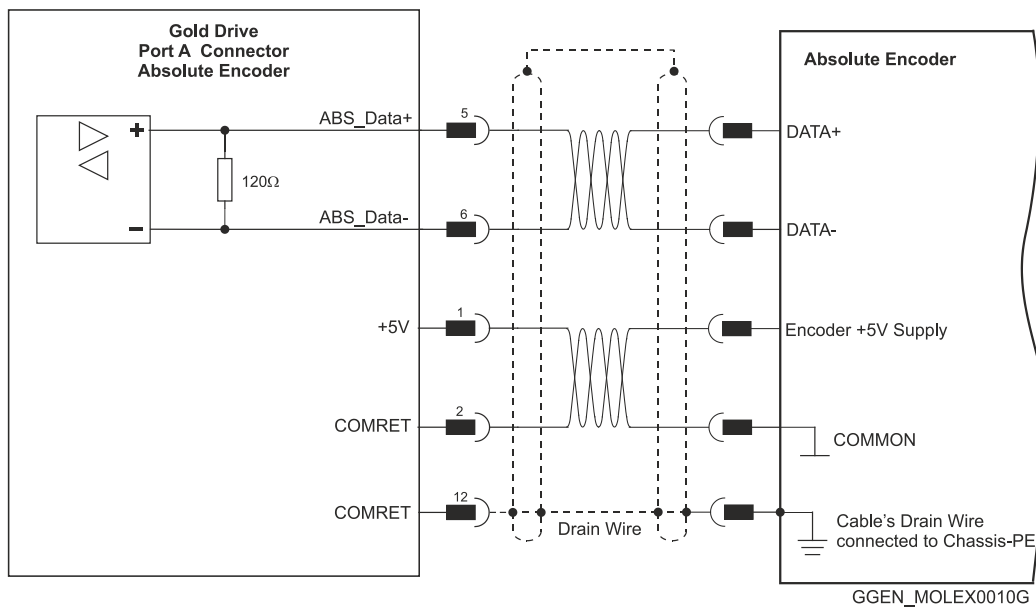 Gold Drive
Port A Connector
Absolute Encoder
Absolute Encoder
+
-
120Ω
ABS_Data+
5
DATA+
ABS_Data-
6
DATA-
+5V
1
Encoder +5V Supply
COMRET
2
COMMON
COMRET
12
Drain Wire
Cable's Drain Wire
connected to Chassis-PE
GGEN_MOLEX0010G